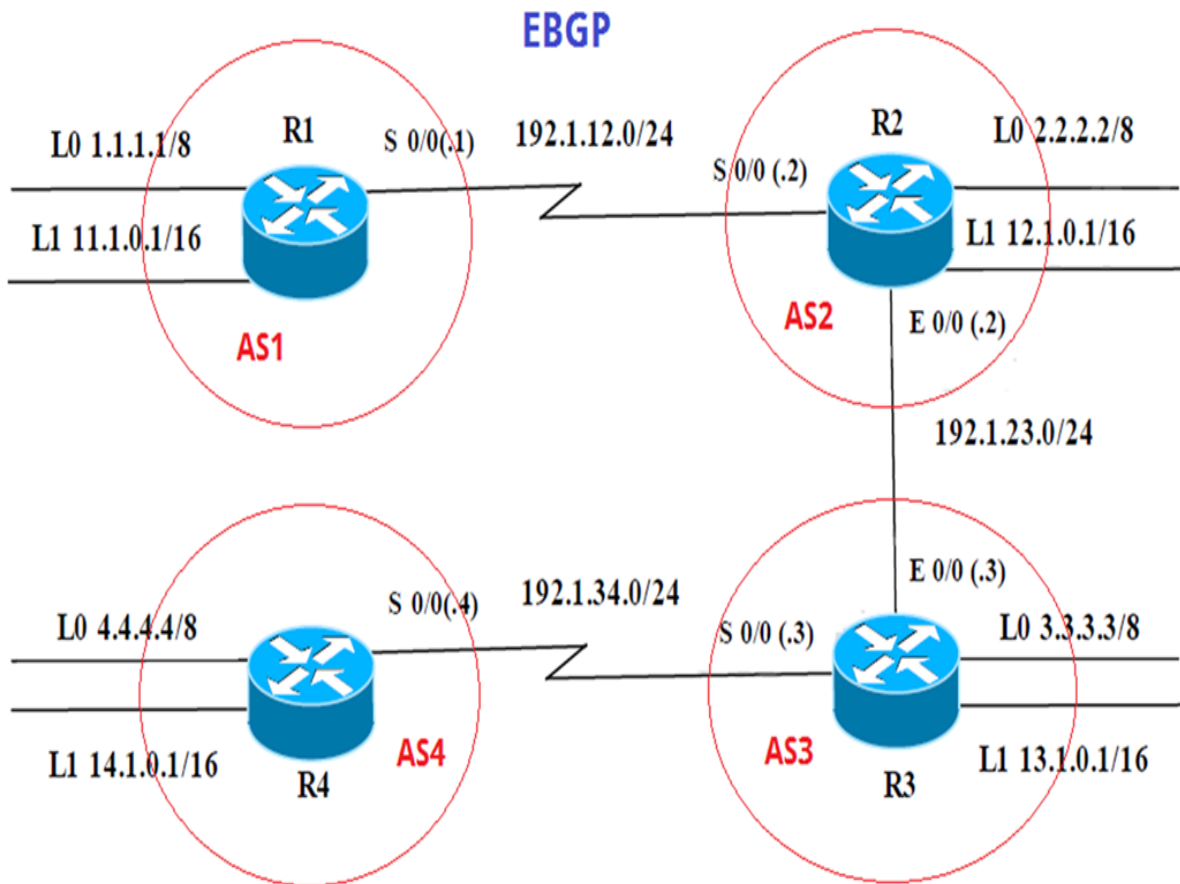 EBGP
R1
L0 1.1.1.1/8
S 0/0(.1)
L1 11.1.0.1/16
AS1
192.1.12.0/24
R2
L0 2.2.2.2/8
S 0/0 (.2)
L1 12.1.0.1/16
AS2
E 0/0 (.2)
192.1.23.0/24
L0 4.4.4.4/8
S 0/0(.4)
L1 14.1.0.1/16
R4
AS4
192.1.34.0/24
E 0/0 (.3)
S 0/0 (.3)
L0 3.3.3.3/8
AS3
R3
L1 13.1.0.1/16